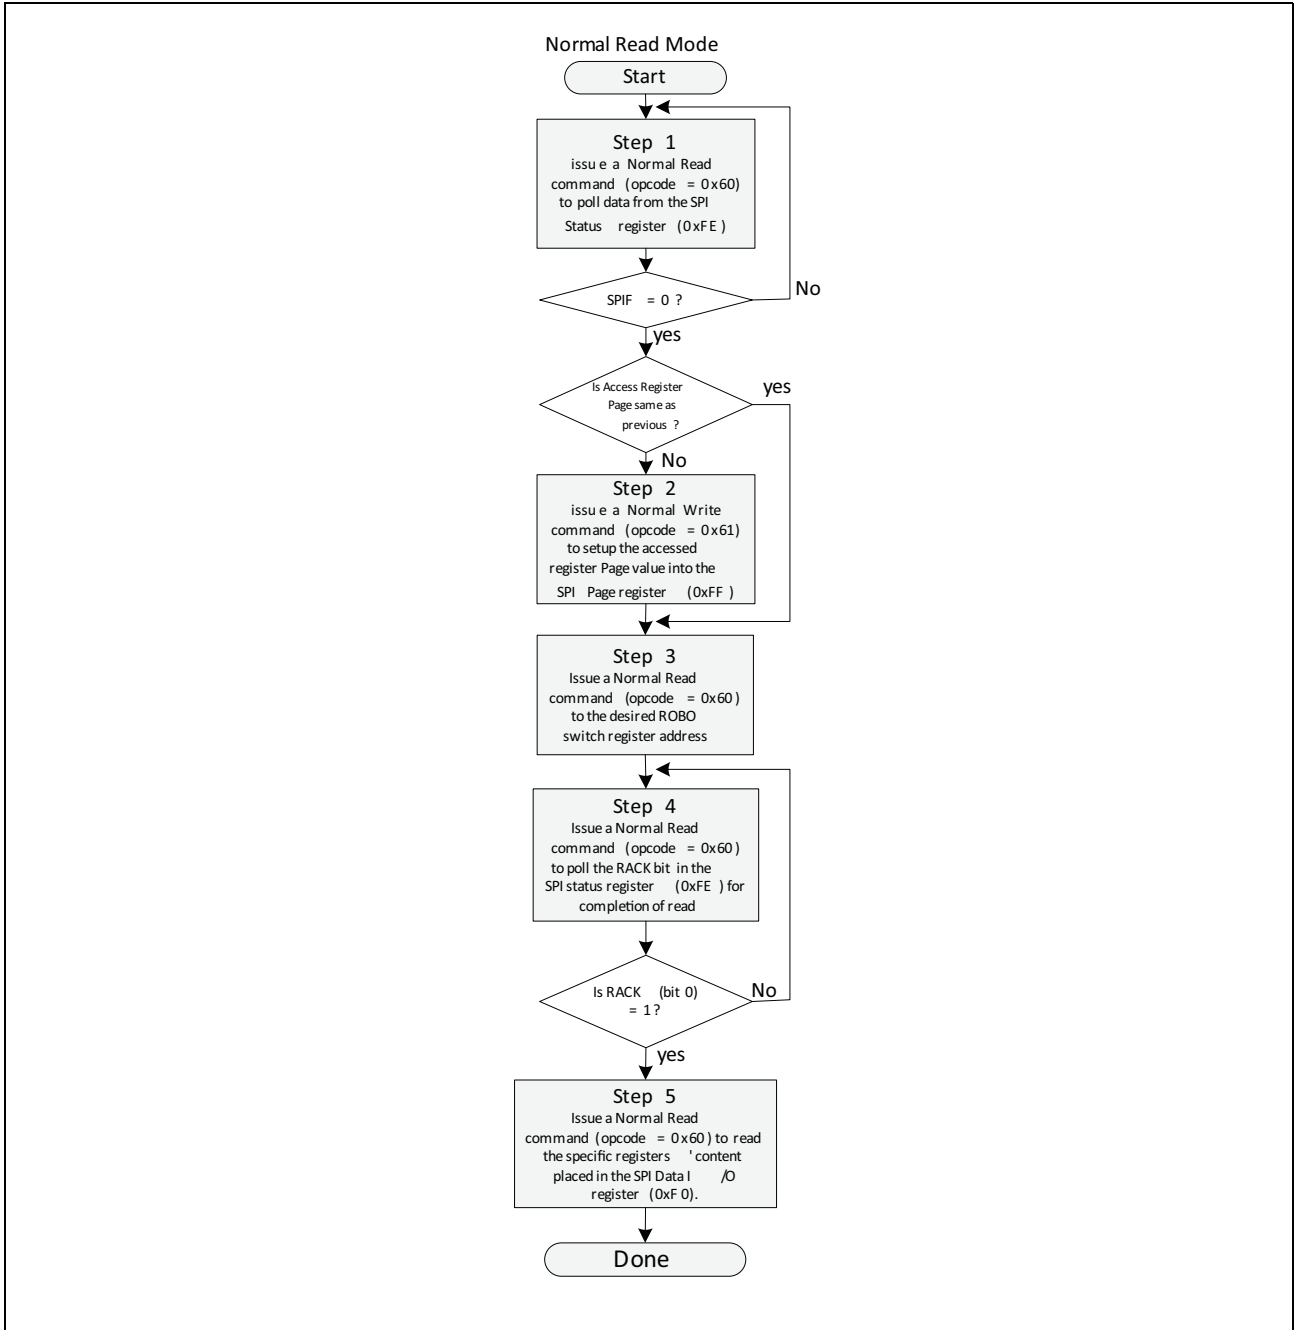 Normal Read Mode
Start
Step 1
issue a Normal Read
command (opcode = 0x60)
to poll data from the SPI
Status register (0xFE)
SPIF = 0 ?
No
yes
Is Access Register
Page same as
previous ?
yes
No
Step 2
issue a Normal Write
command (opcode = 0x61)
to setup the accessed
register Page value into the
SPI Page register (0xFF)
Step 3
Issue a Normal Read
command (opcode = 0x60)
to the desired ROBO
switch register address
Step 4
Issue a Normal Read
command (opcode = 0x60)
to poll the RACK bit in the
SPI status register (0xFE) for
completion of read
Is RACK (bit 0)
= 1?
No
yes
Step 5
Issue a Normal Read
command (opcode = 0x60) to read
the specific registers 'content
placed in the SPI Data I /O
register (0xF0).
Done